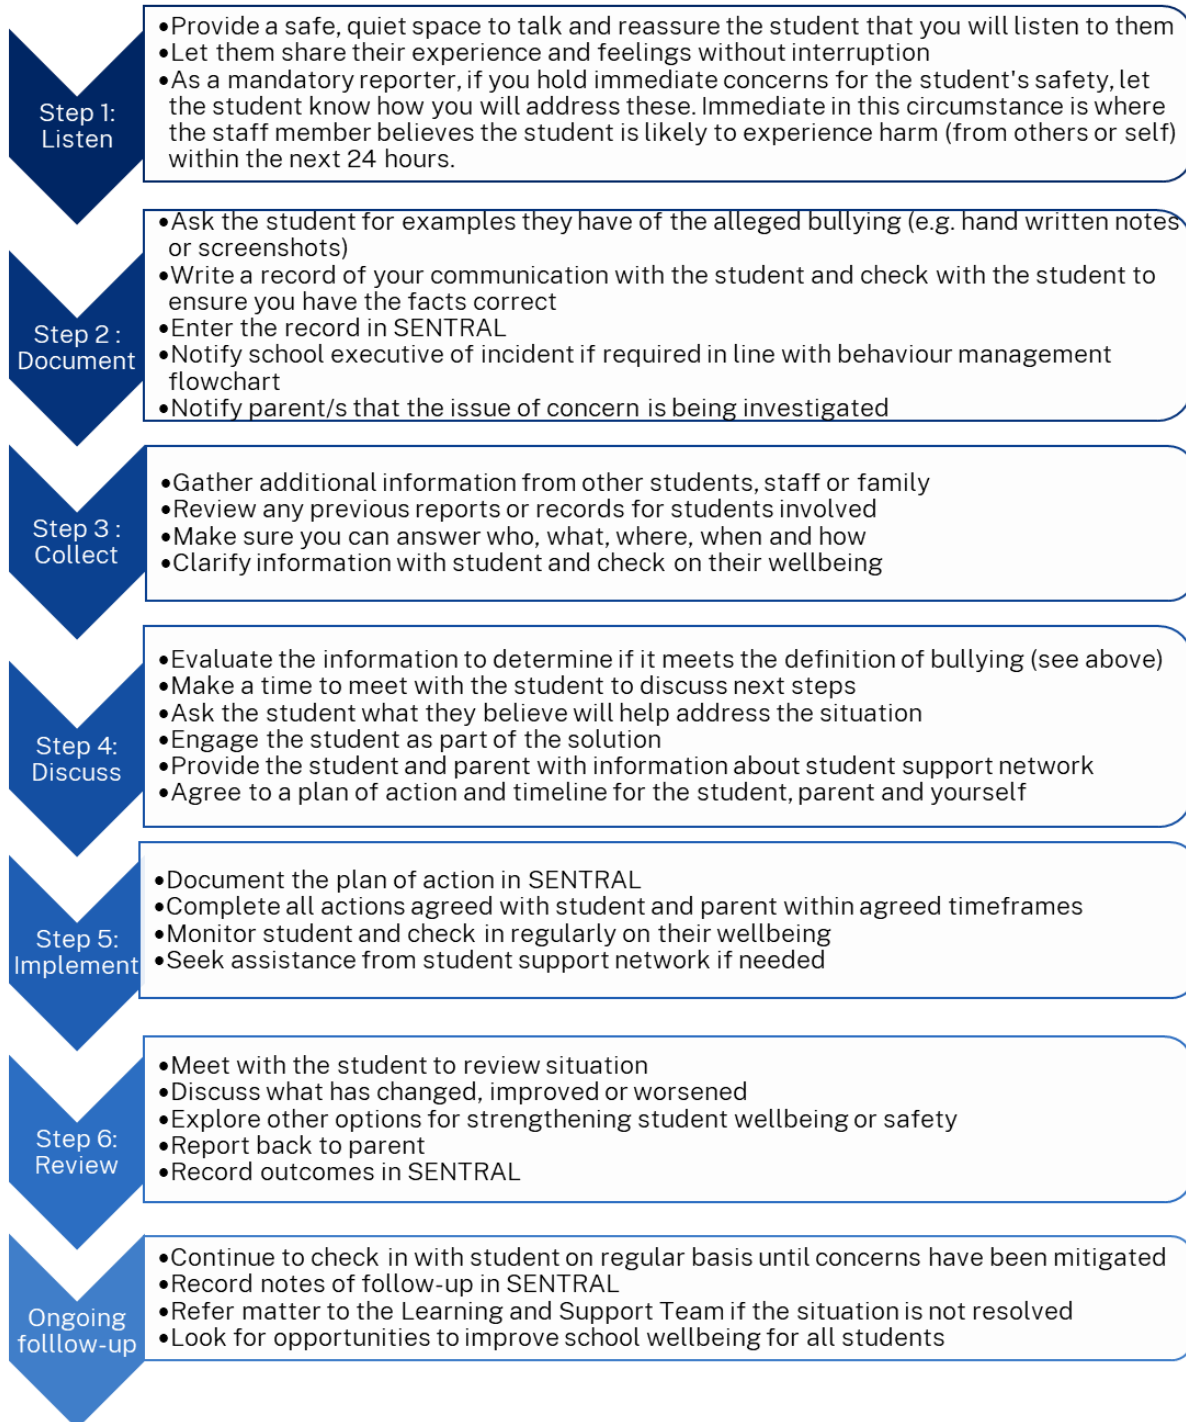 Step 1:
Listen
•Provide a safe, quiet space to talk and reassure the student that you will listen to them
•Let them share their experience and feelings without interruption
•As a mandatory reporter, if you hold immediate concerns for the student's safety, let
the student know how you will address these. Immediate in this circumstance is where
the staff member believes the student is likely to experience harm (from others or self)
within the next 24 hours.
Step 2 :
Document
•Ask the student for examples they have of the alleged bullying (e.g. hand written notes
or screenshots)
•Write a record of your communication with the student and check with the student to
ensure you have the facts correct
•Enter the record in SENTRAL
•Notify school executive of incident if required in line with behaviour management
flowchart
•Notify parent/s that the issue of concern is being investigated
Step 3 :
Collect
•Gather additional information from other students, staff or family
•Review any previous reports or records for students involved
•Make sure you can answer who, what, where, when and how
•Clarify information with student and check on their wellbeing
Step 4:
Discuss
•Evaluate the information to determine if it meets the definition of bullying (see above)
•Make a time to meet with the student to discuss next steps
•Ask the student what they believe will help address the situation
•Engage the student as part of the solution
•Provide the student and parent with information about student support network
•Agree to a plan of action and timeline for the student, parent and yourself
Step 5:
Implement
•Document the plan of action in SENTRAL
•Complete all actions agreed with student and parent within agreed timeframes
•Monitor student and check in regularly on their wellbeing
•Seek assistance from student support network if needed
Step 6:
Review
•Meet with the student to review situation
•Discuss what has changed, improved or worsened
•Explore other options for strengthening student wellbeing or safety
•Report back to parent
•Record outcomes in SENTRAL
Ongoing
folllow-up
•Continue to check in with student on regular basis until concerns have been mitigated
•Record notes of follow-up in SENTRAL
•Refer matter to the Learning and Support Team if the situation is not resolved
•Look for opportunities to improve school wellbeing for all students